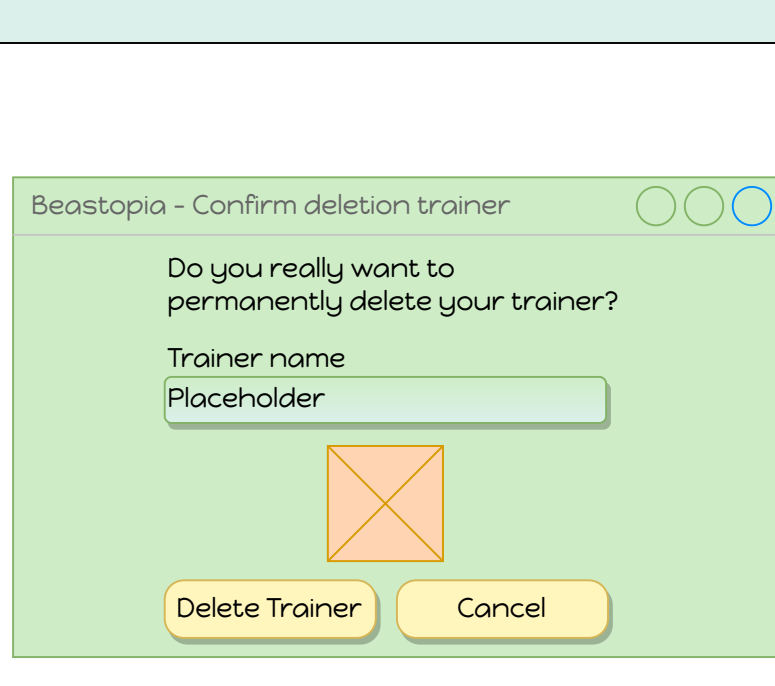 Beastopia - Confirm deletion trainer
Do you really want to
permanently delete your trainer?
Trainer name
Placeholder
Delete Trainer
Cancel